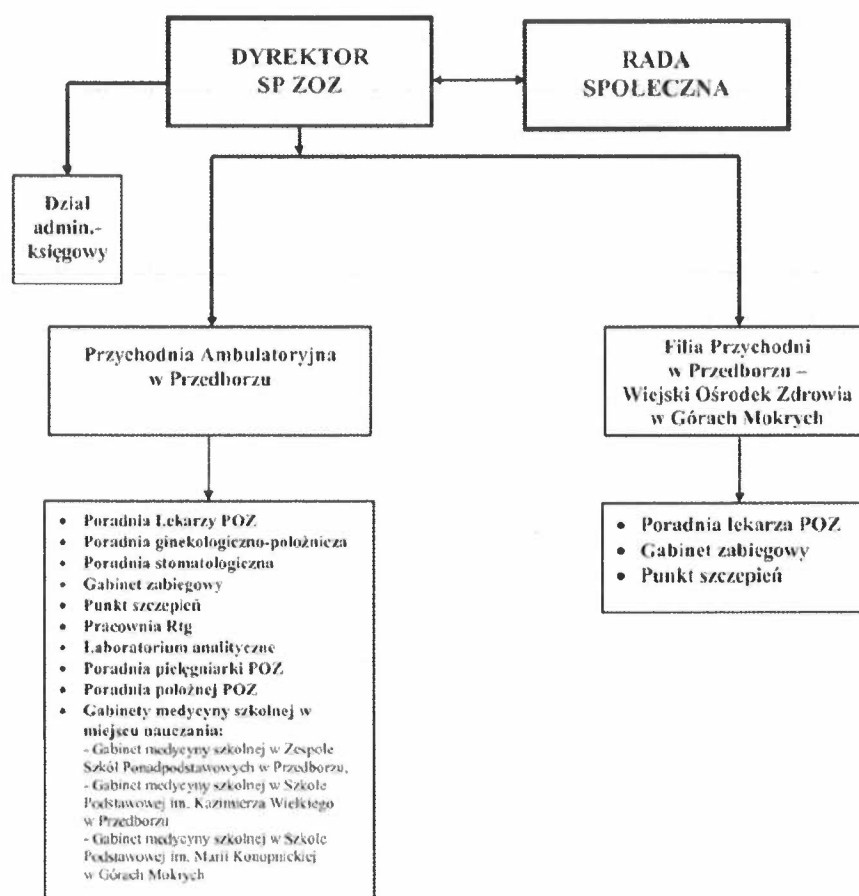 DYREKTOR
SP ZOZ
RADA
SPOŁECZNA
Dział
admin.-
księgowy
Przychodnia Ambulatoryjna
w Przedborzu
Filia Przychodni
w Przedborzu –
Wiejski Ośrodek Zdrowia
w Górach Mokrych
• Poradnia Lekarzy POZ
• Poradnia ginekologiczno-położnicza
• Poradnia stomatologiczna
• Gabinet zabiegowy
• Punkt szczepień
• Pracownia Rtg
• Laboratorium analityczne
• Poradnia pielęgniarki POZ
• Poradnia położnej POZ
• Gabinety medycyny szkolnej w
miejscu nauczania:
- Gabinet medycyny szkolnej w Zespole
Szkół Ponadpodstawowych w Przedborzu,
- Gabinet medycyny szkolnej w Szkole
Podstawowej im. Kazimierza Wielkiego
w Przedborzu
- Gabinet medycyny szkolnej w Szkole
Podstawowej im. Marii Konopnickiej
w Górach Mokrych
• Poradnia lekarza POZ
• Gabinet zabiegowy
• Punkt szczepień